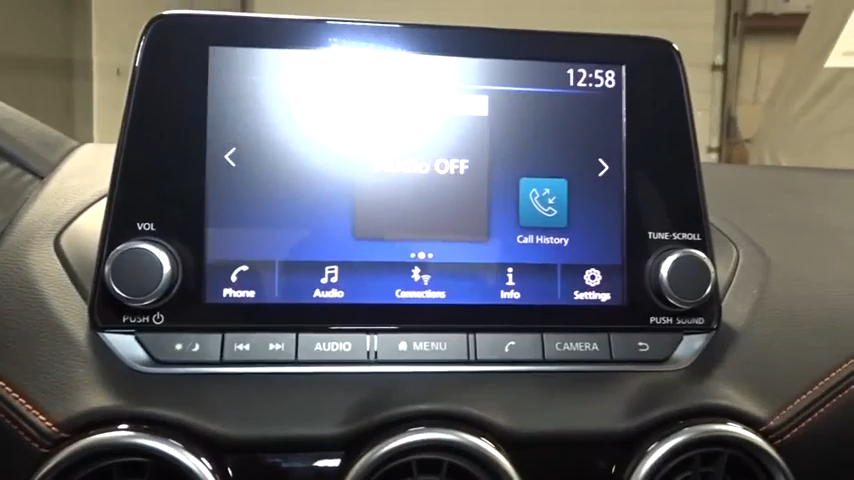 12:58
OFF
Call History
Phone
Audio
Connections
Info
Settings
VOL
TUNE·SCROLL
PUSH
PUSH SOUND
AUDIO
MENU
CAMERA